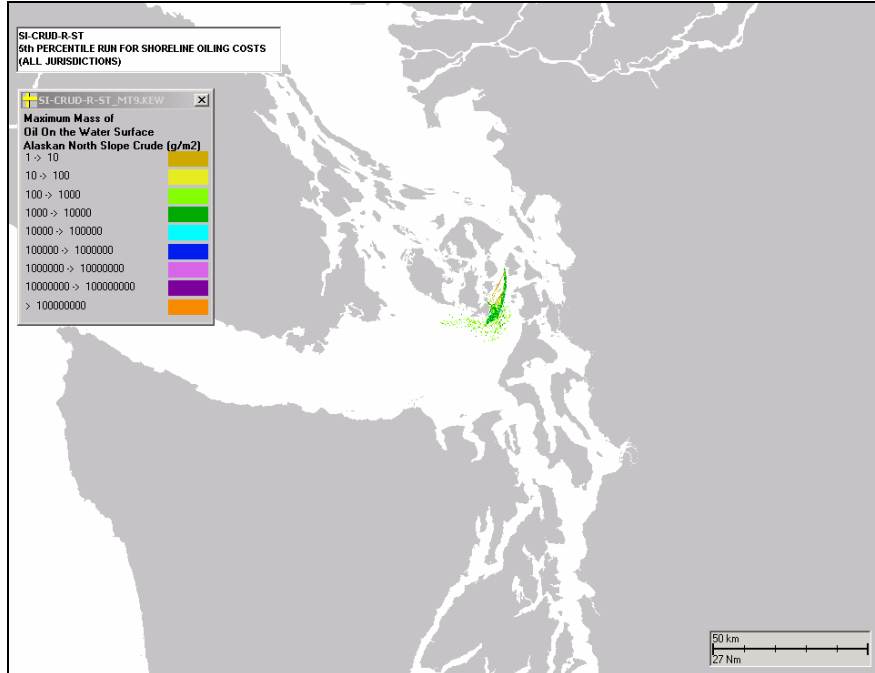 SI-CRUD-R-ST
5th PERCENTILE RUN FOR SHORELINE OILING COSTS
(ALL JURISDICTIONS)
SI-CRUD-R-ST_MT9.KEW
Maximum Mass of
Oil On the Water Surface
Alaskan North Slope Crude (g/m2)
1 -> 10
10 -> 100
100 -> 1000
1000 -> 10000
10000 -> 100000
100000 -> 1000000
1000000 -> 10000000
10000000 -> 100000000
> 100000000
50 km
27 Nm